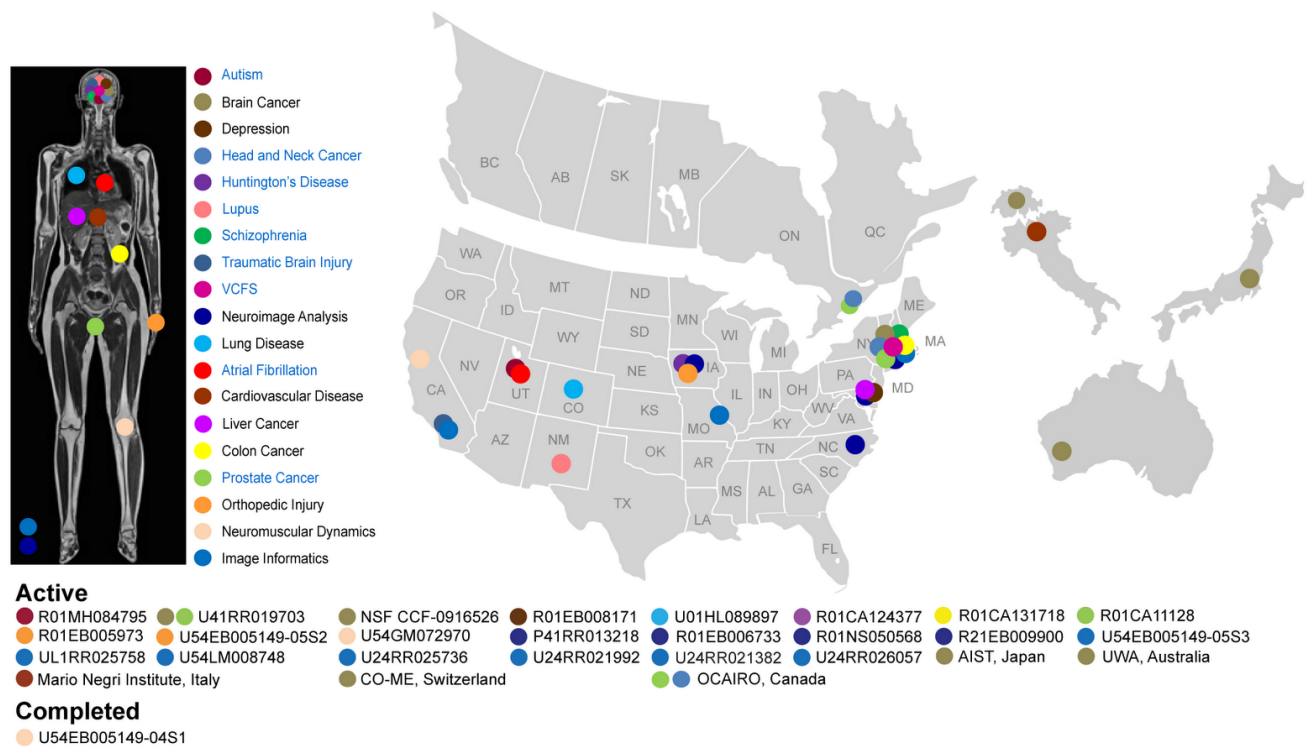 Autism
Brain Cancer
Depression
Head and Neck Cancer
Huntington's Disease
Lupus
Schizophrenia
Traumatic Brain Injury
VCFS
Neuroimage Analysis
Lung Disease
Atrial Fibrillation
Cardiovascular Disease
Liver Cancer
Colon Cancer
Prostate Cancer
Orthopedic Injury
Neuromuscular Dynamics
Image Informatics
BC
AB
SK
MB
ON
QC
WA
OR
ID
MT
ND
MN
WI
MI
ME
NY
MA
CA
NV
UT
WY
SD
NE
IA
IL
IN
OH
PA
MD
CO
KS
MO
KY
WV
VA
AZ
NM
OK
AR
TN
NC
SC
TX
LA
MS
AL
GA
FL
Active
R01MH084795 U41RR019703 NSF CCF-0916526 R01EB008171 U01HL089897 R01CA124377 R01CA131718 R01CA11128
R01EB005973 U54EB005149-05S2 U54GM072970 P41RR013218 R01EB006733 R01NS050568 R21EB009900 U54EB005149-05S3
UL1RR025758 U54LM008748 U24RR025736 U24RR021992 U24RR021382 U24RR026057 AIST, Japan UWA, Australia
Mario Negri Institute, Italy CO-ME, Switzerland OCAIRO, Canada
Completed
U54EB005149-04S1